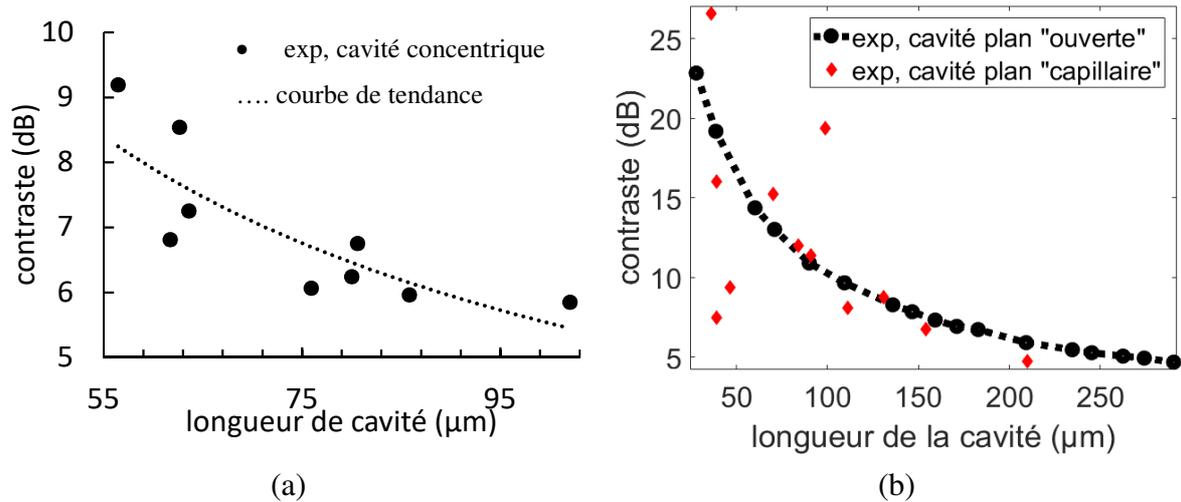 10
9
8
7
6
5
55 75 95
contraste (dB)
longueur de cavité (µm)
exp, cavité concentrique
.... courbe de tendance
(a)
25
20
15
10
5
50 100 150 200 250
contraste (dB)
longueur de la cavité (µm)
exp, cavité plan "ouverte"
exp, cavité plan "capillaire"
(b)